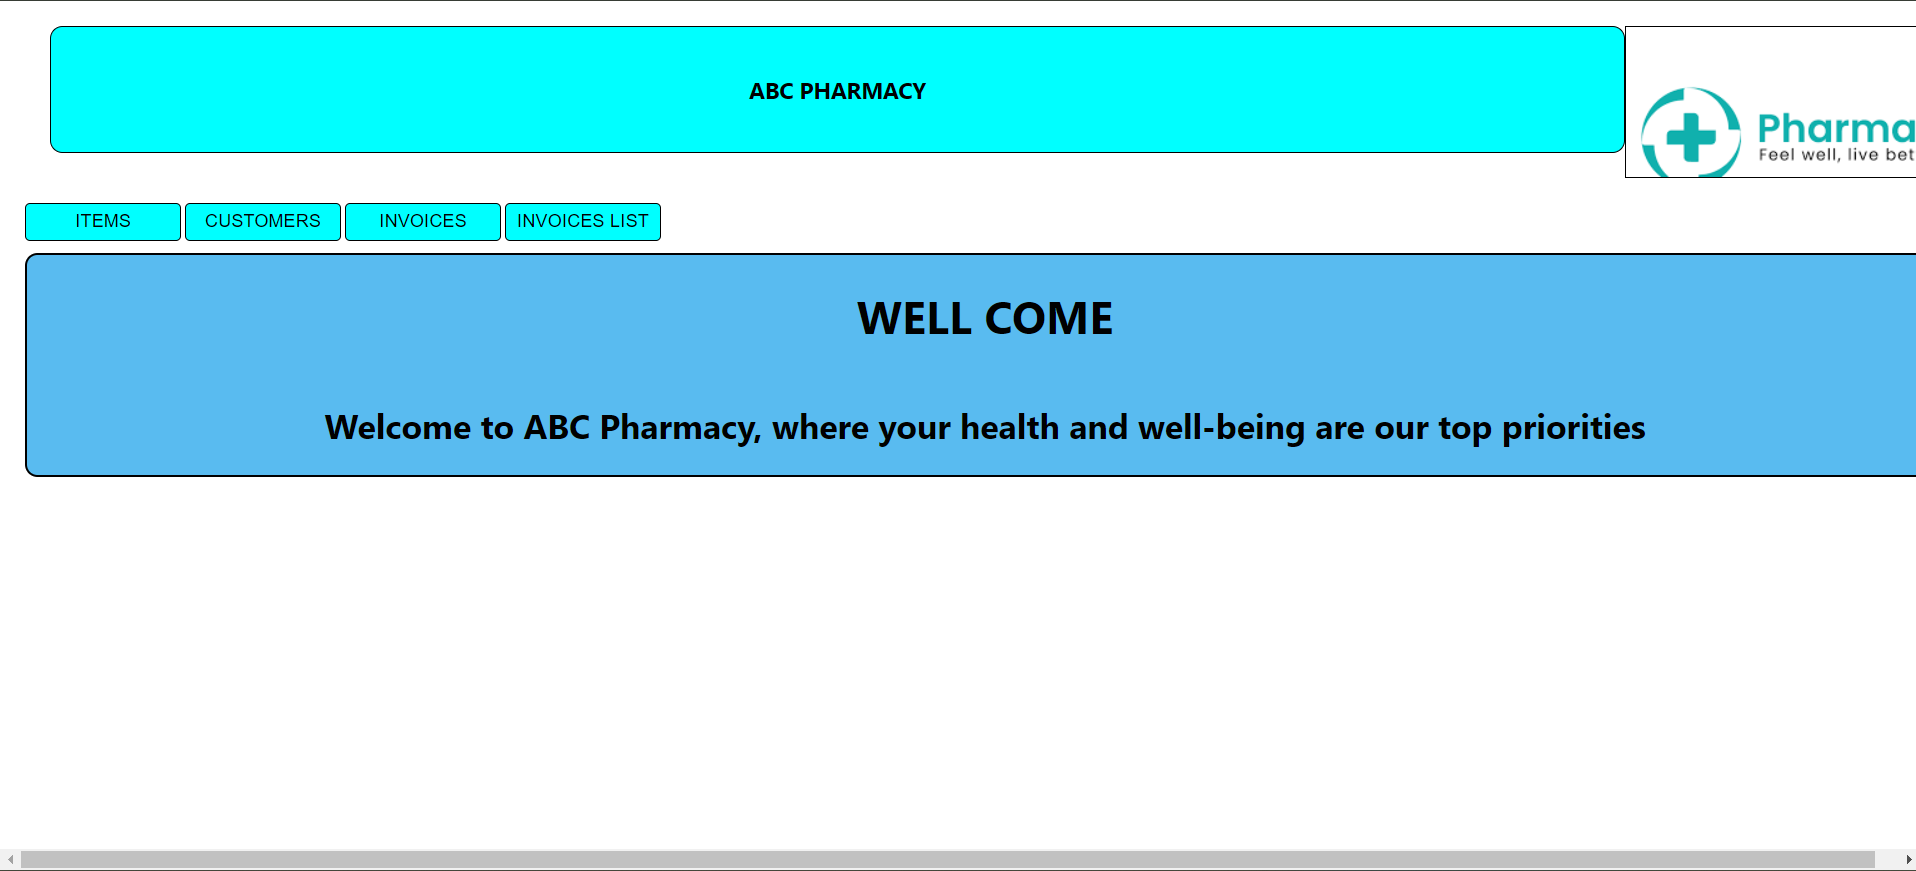 ABC PHARMACY
Pharma
Feel well, live bet
ITEMS
CUSTOMERS
INVOICES
INVOICES LIST
WELL COME
Welcome to ABC Pharmacy, where your health and well-being are our top priorities